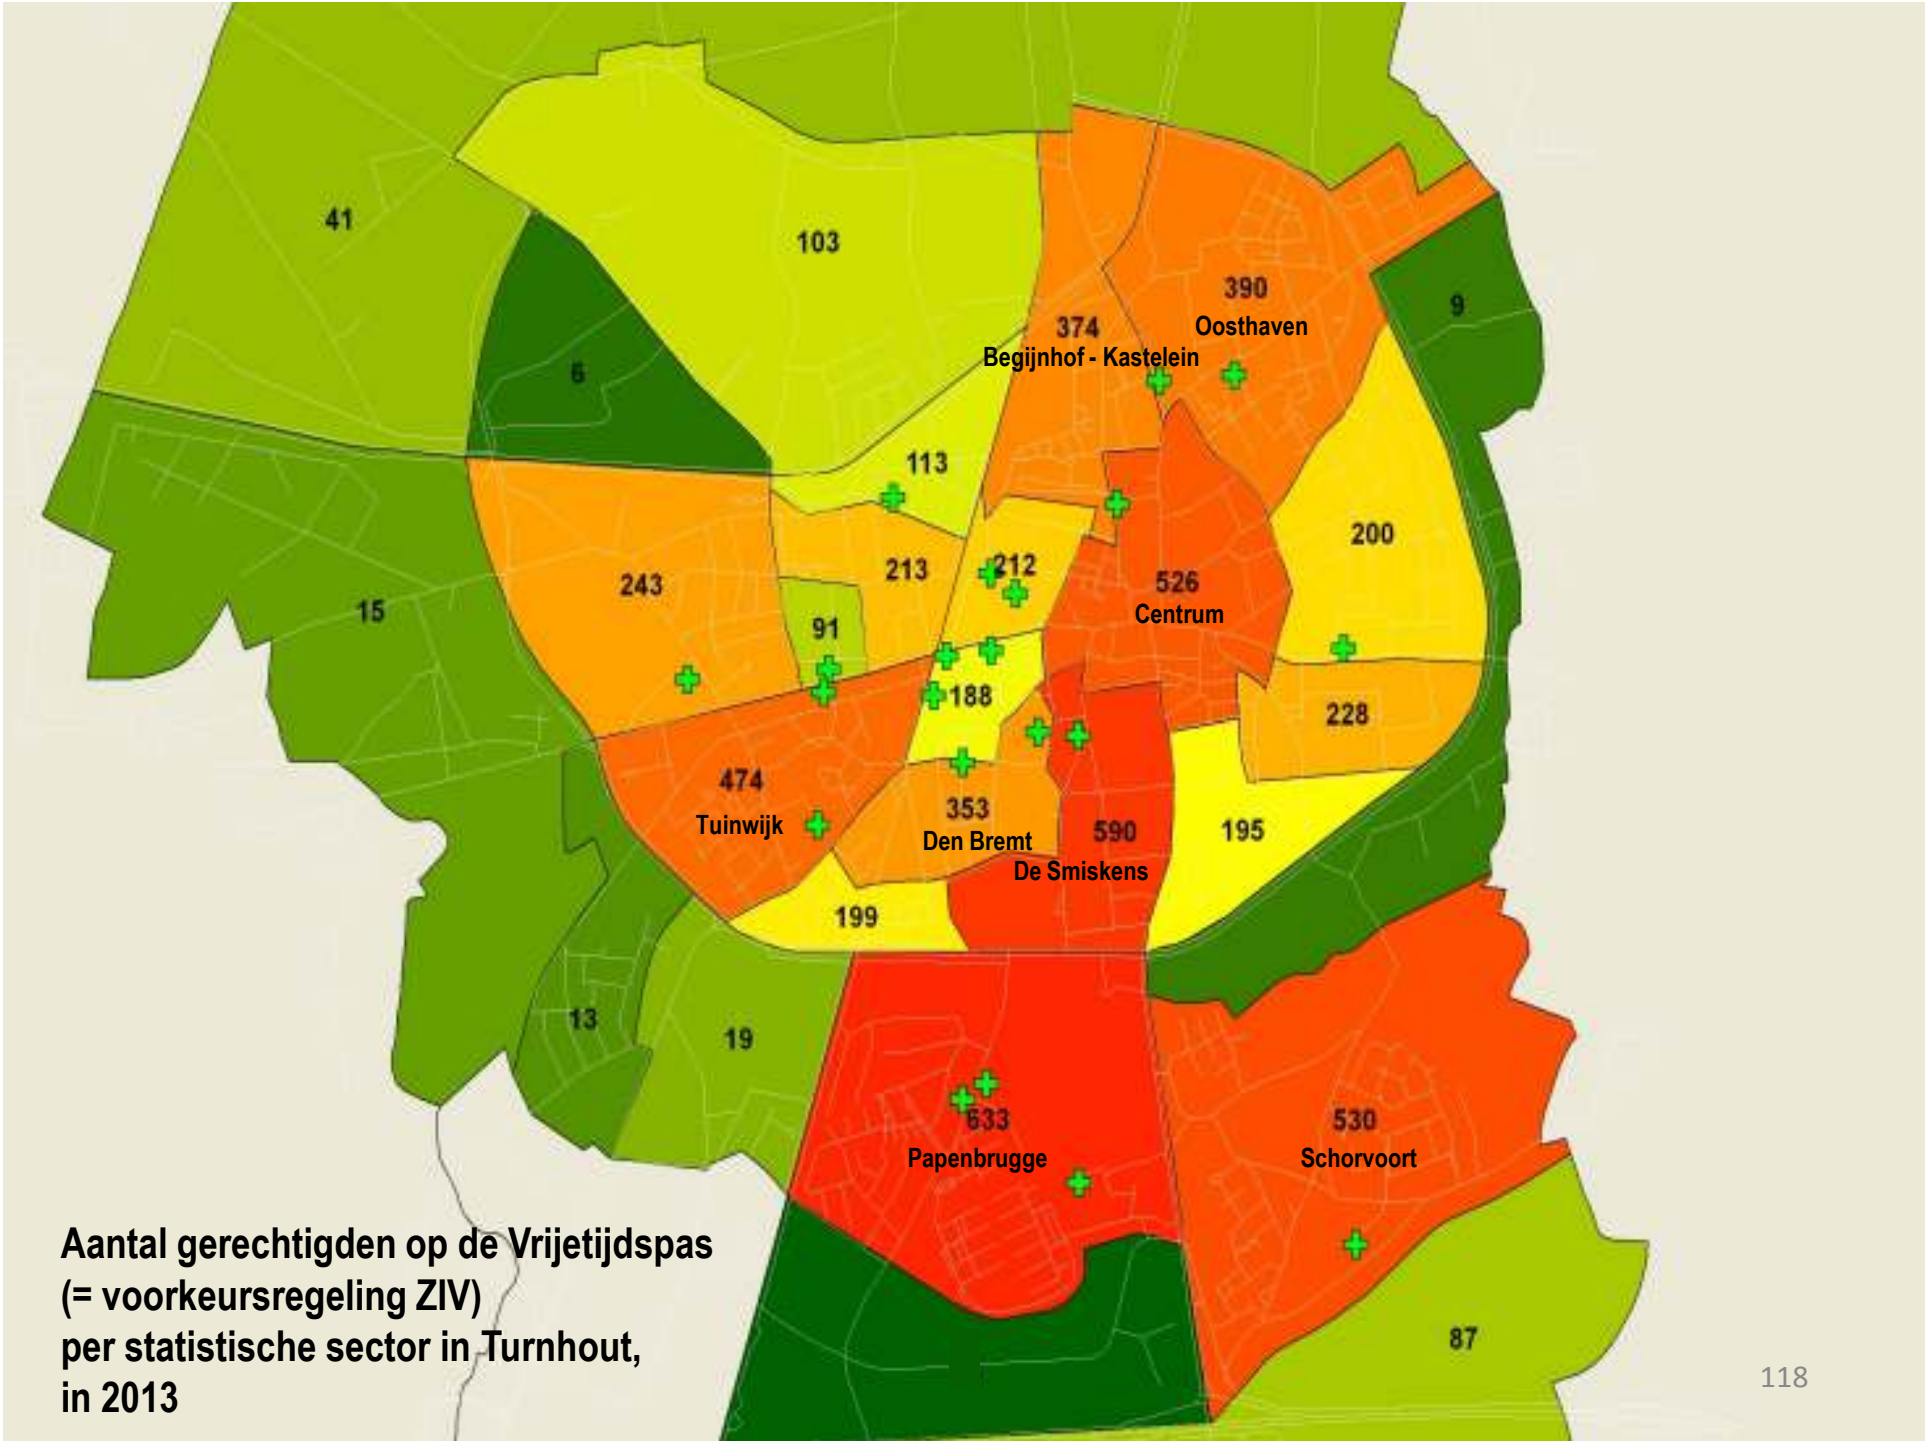 41
103
390
Oosthaven
9
374
Begijnhof - Kastelein
6
113
200
243
213
212
526
Centrum
15
91
188
228
474
Tuinwijk
353
Den Bremt
590
De Smiskens
195
199
13
19
633
Papenbrugge
530
Schorvoort
87
Aantal gerechtigden op de Vrijetijdspas
(= voorkeursregeling ZIV)
per statistische sector in Turnhout,
in 2013
118